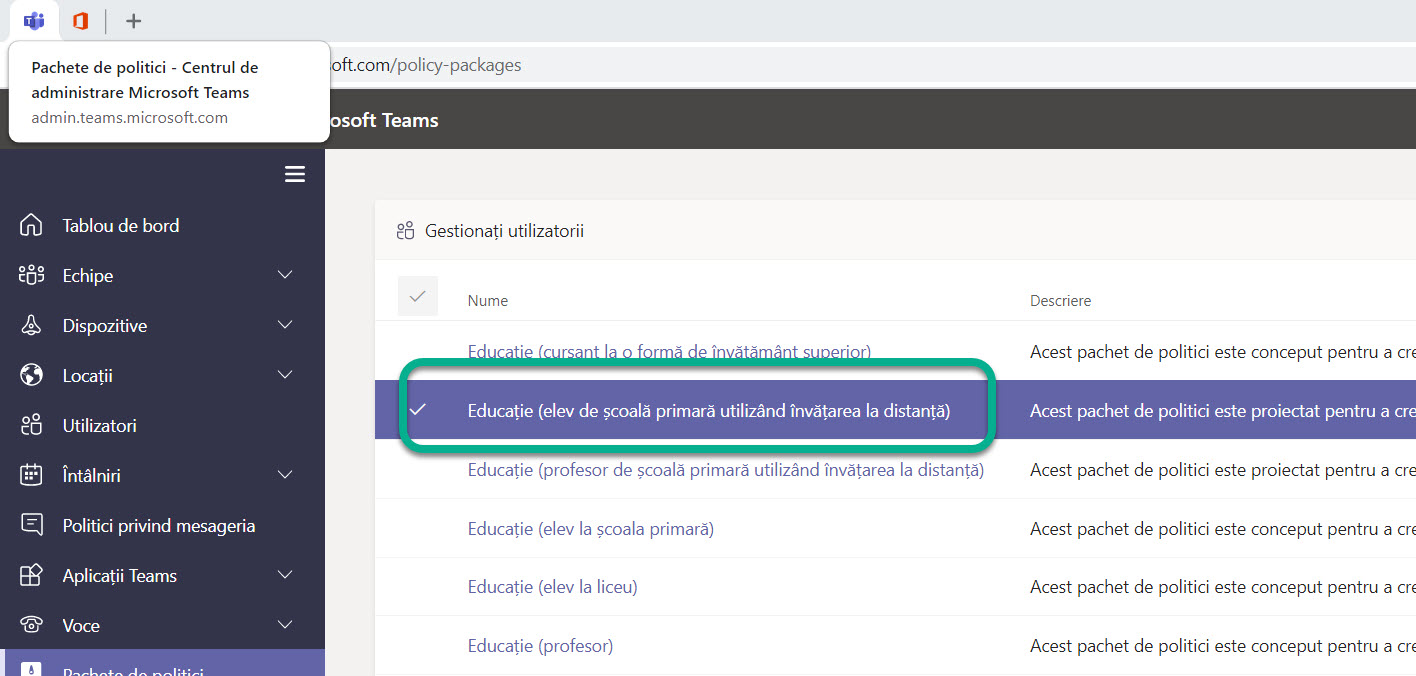 Pachete de politici - Centrul de
administrare Microsoft Teams
admin.teams.microsoft.com
soft.com/policy-packages
osoft Teams
Tablou de bord
Echipe
Dispozitive
Locații
Utilizatori
Întâlniri
Politici privind mesageria
Aplicații Teams
Voce
Pachete de politici
Gestionați utilizatorii
Nume Descriere
Educație (cursant la o formă de învățământ superior) Acest pachet de politici este conceput pentru a cre
Educație (elev de școală primară utilizând învățarea la distanță) Acest pachet de politici este proiectat pentru a cre
Educație (profesor de școală primară utilizând învățarea la distanță) Acest pachet de politici este proiectat pentru a cre
Educație (elev la școala primară) Acest pachet de politici este conceput pentru a cre
Educație (elev la liceu) Acest pachet de politici este conceput pentru a cre
Educație (profesor) Acest pachet de politici este conceput pentru a cre